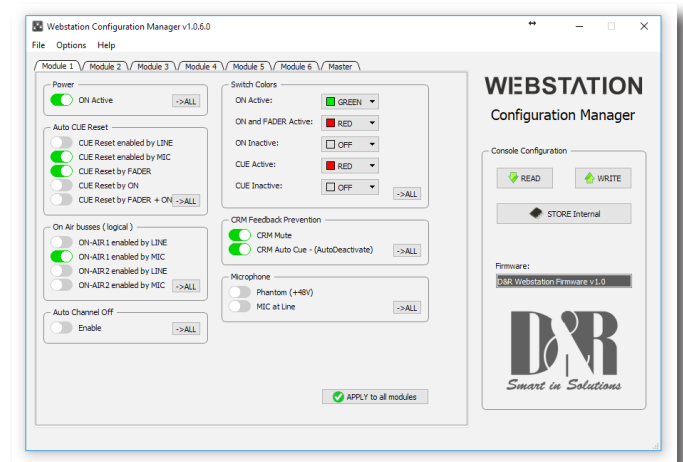 Webstation Configuration Manager v1.0.6.0
File Options Help
Module 1 Module 2 Module 3 Module 4 Module 5 Module 6 Master
Power
ON Active ->ALL
Auto CUE Reset
CUE Reset enabled by LINE
CUE Reset enabled by MIC
CUE Reset by FADER
CUE Reset by ON
CUE Reset by FADER + ON ->ALL
On Air busses ( logical )
ON-AIR1 enabled by LINE
ON-AIR1 enabled by MIC
ON-AIR2 enabled by LINE
ON-AIR2 enabled by MIC ->ALL
Auto Channel Off
Enable ->ALL
Switch Colors
ON Active: GREEN
ON and FADER Active: RED
ON Inactive: OFF
CUE Active: RED
CUE Inactive: OFF
->ALL
CRM Feedback Prevention
CRM Mute
CRM Auto Cue - (AutoDeactivate) ->ALL
Microphone
Phantom (+48V)
MIC at Line ->ALL
APPLY to all modules
WEBSTATION
Configuration Manager
Console Configuration
READ WRITE
STORE Internal
Firmware:
D&R Webstation Firmware v1.0
D&R
Smart in Solutions